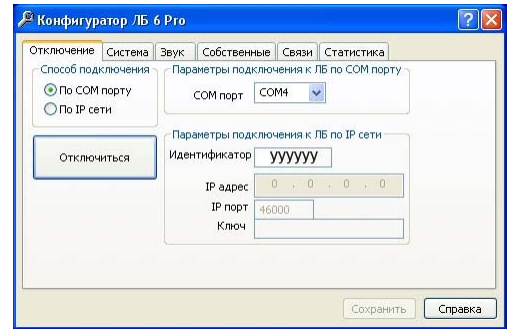 Конфигуратор ЛБ 6 Pro
Отключение Система Звук Собственные Связи Статистика
Способ подключения
По COM порту
По IP сети
Отключиться
Параметры подключения к ЛБ по COM порту
COM порт COM4
Параметры подключения к ЛБ по IP сети
Идентификатор УУУУУУ
IP адрес 0 . 0 . 0 . 0
IP порт 46000
Ключ
Сохранить Справка